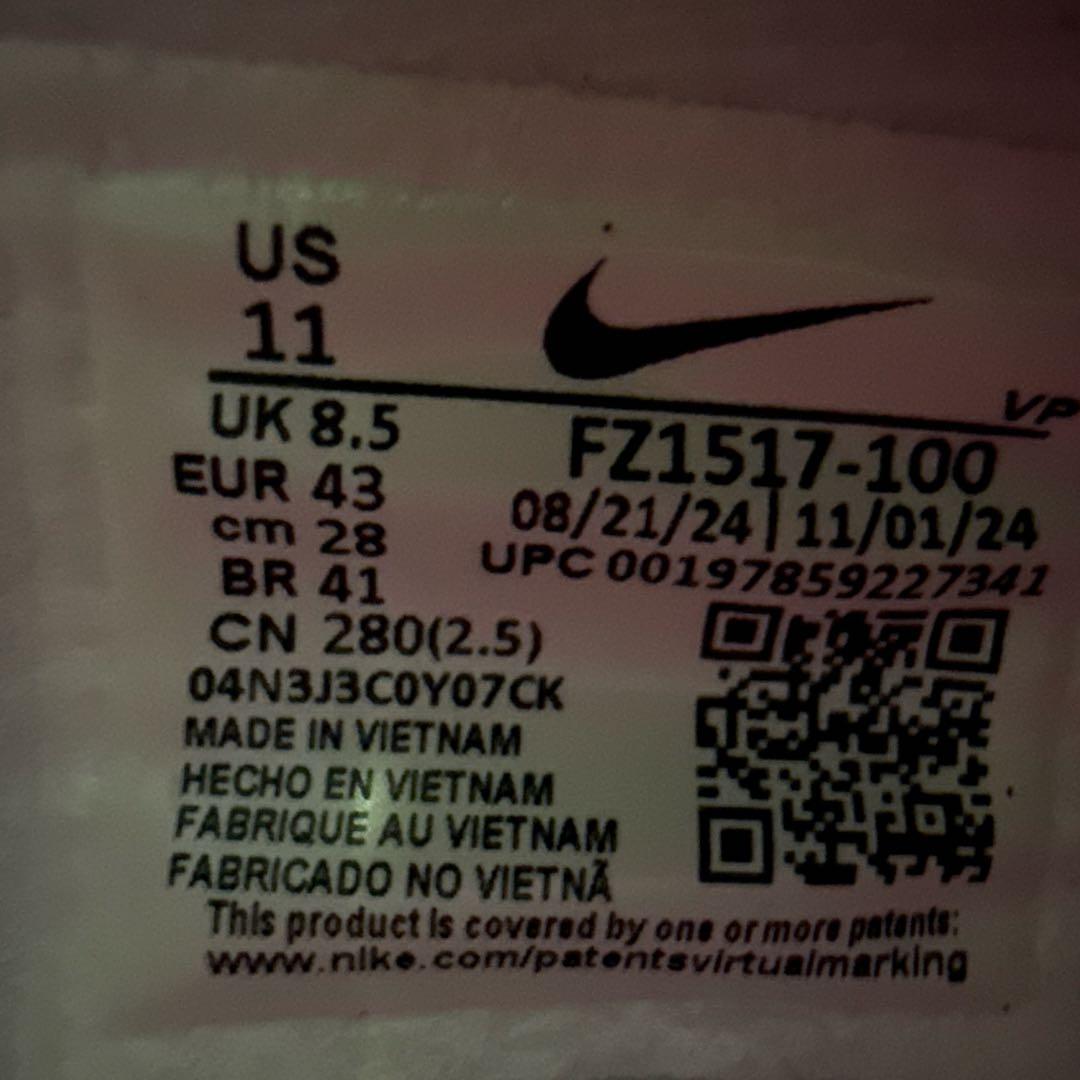 US
11
UK 8.5
EUR 43
cm 28
BR 41
CN 280(2.5)
04N3J3C0Y07CK
MADE IN VIETNAM
HECHO EN VIETNAM
FABRIQUE AU VIETNAM
FABRICADO NO VIETNÃ
VP
FZ1517-100
08/21/24 | 11/01/24
UPC 00197859227341
This product is covered by one or more patents:
www.nike.com/patentsvirtualmarking